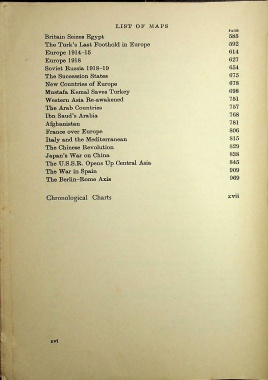 LIST OF MAPS
PAGE
Britain Seizes Egypt 585
The Turk's Last Foothold in Europe 592
Europe 1914-15 614
Europe 1918 627
Soviet Russia 1918-19 654
The Succession States 675
New Countries of Europe 678
Mustafa Kemal Saves Turkey 698
Western Asia Re-awakened 751
The Arab Countries 757
Ibn Saud's Arabia 768
Afghanistan 781
France over Europe 806
Italy and the Mediterranean 815
The Chinese Revolution 829
Japan's War on China 838
The U.S.S.R. Opens Up Central Asia 845
The War in Spain 909
The Berlin-Rome Axis 969
Chronological Charts xvii
xvi